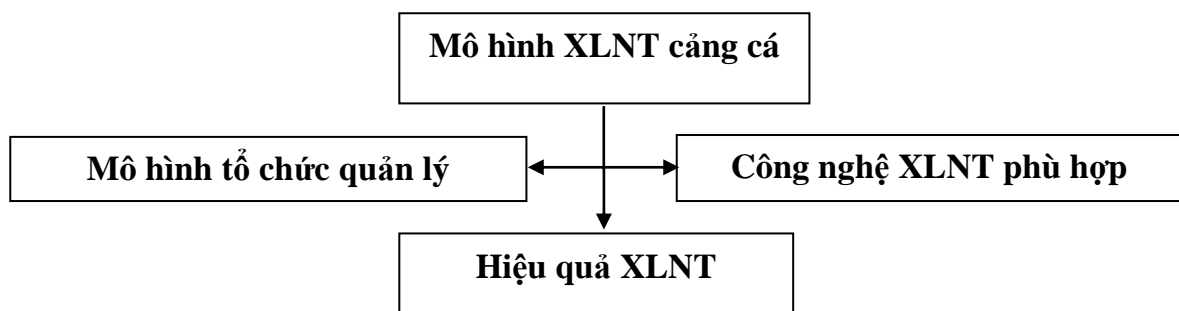 Mô hình XLNT cảng cá
Mô hình tổ chức quản lý
Công nghệ XLNT phù hợp
Hiệu quả XLNT